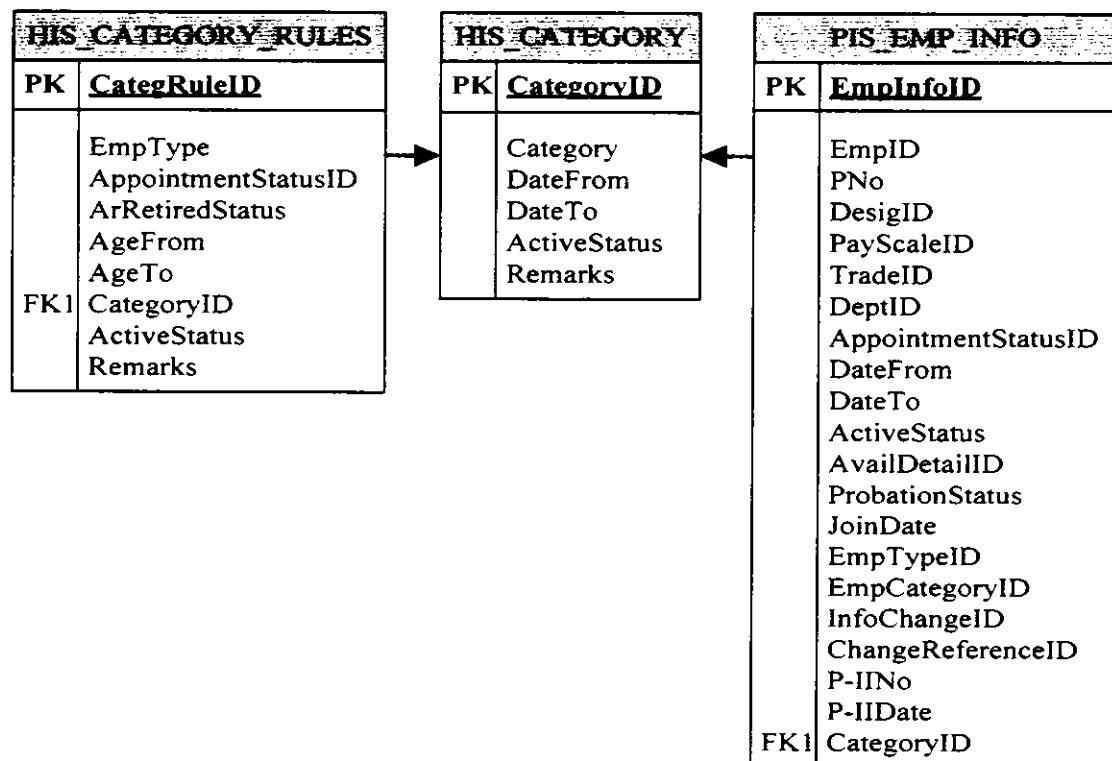 HIS_CATEGORY_RULES
PK CategRuleID
EmpType
AppointmentStatusID
ArRetiredStatus
AgeFrom
AgeTo
FK1 CategoryID
ActiveStatus
Remarks
HIS_CATEGORY
PK CategoryID
Category
DateFrom
DateTo
ActiveStatus
Remarks
PIS_EMP_INFO
PK EmpInfoID
EmpID
PNo
DesigID
PayScaleID
TradeID
DeptID
AppointmentStatusID
DateFrom
DateTo
ActiveStatus
AvailDetailID
ProbationStatus
JoinDate
EmpTypeID
EmpCategoryID
InfoChangeID
ChangeReferenceID
P-IINo
P-IIDate
FK1 CategoryID